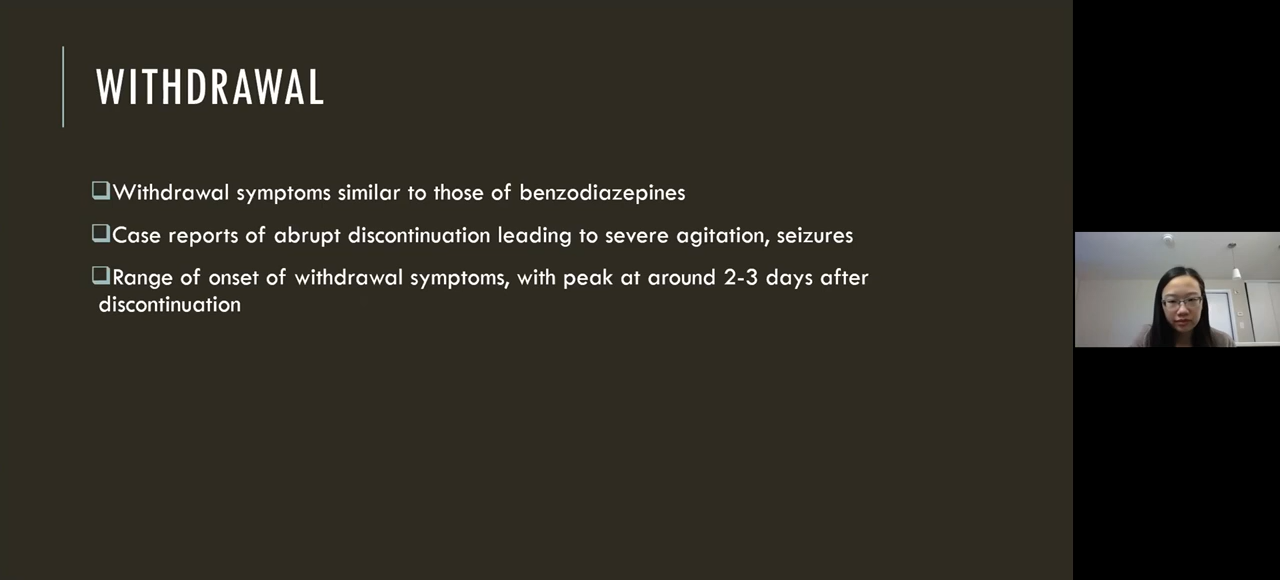 WITHDRAWAL
Withdrawal symptoms similar to those of benzodiazepines
Case reports of abrupt discontinuation leading to severe agitation, seizures
Range of onset of withdrawal symptoms, with peak at around 2-3 days after
discontinuation